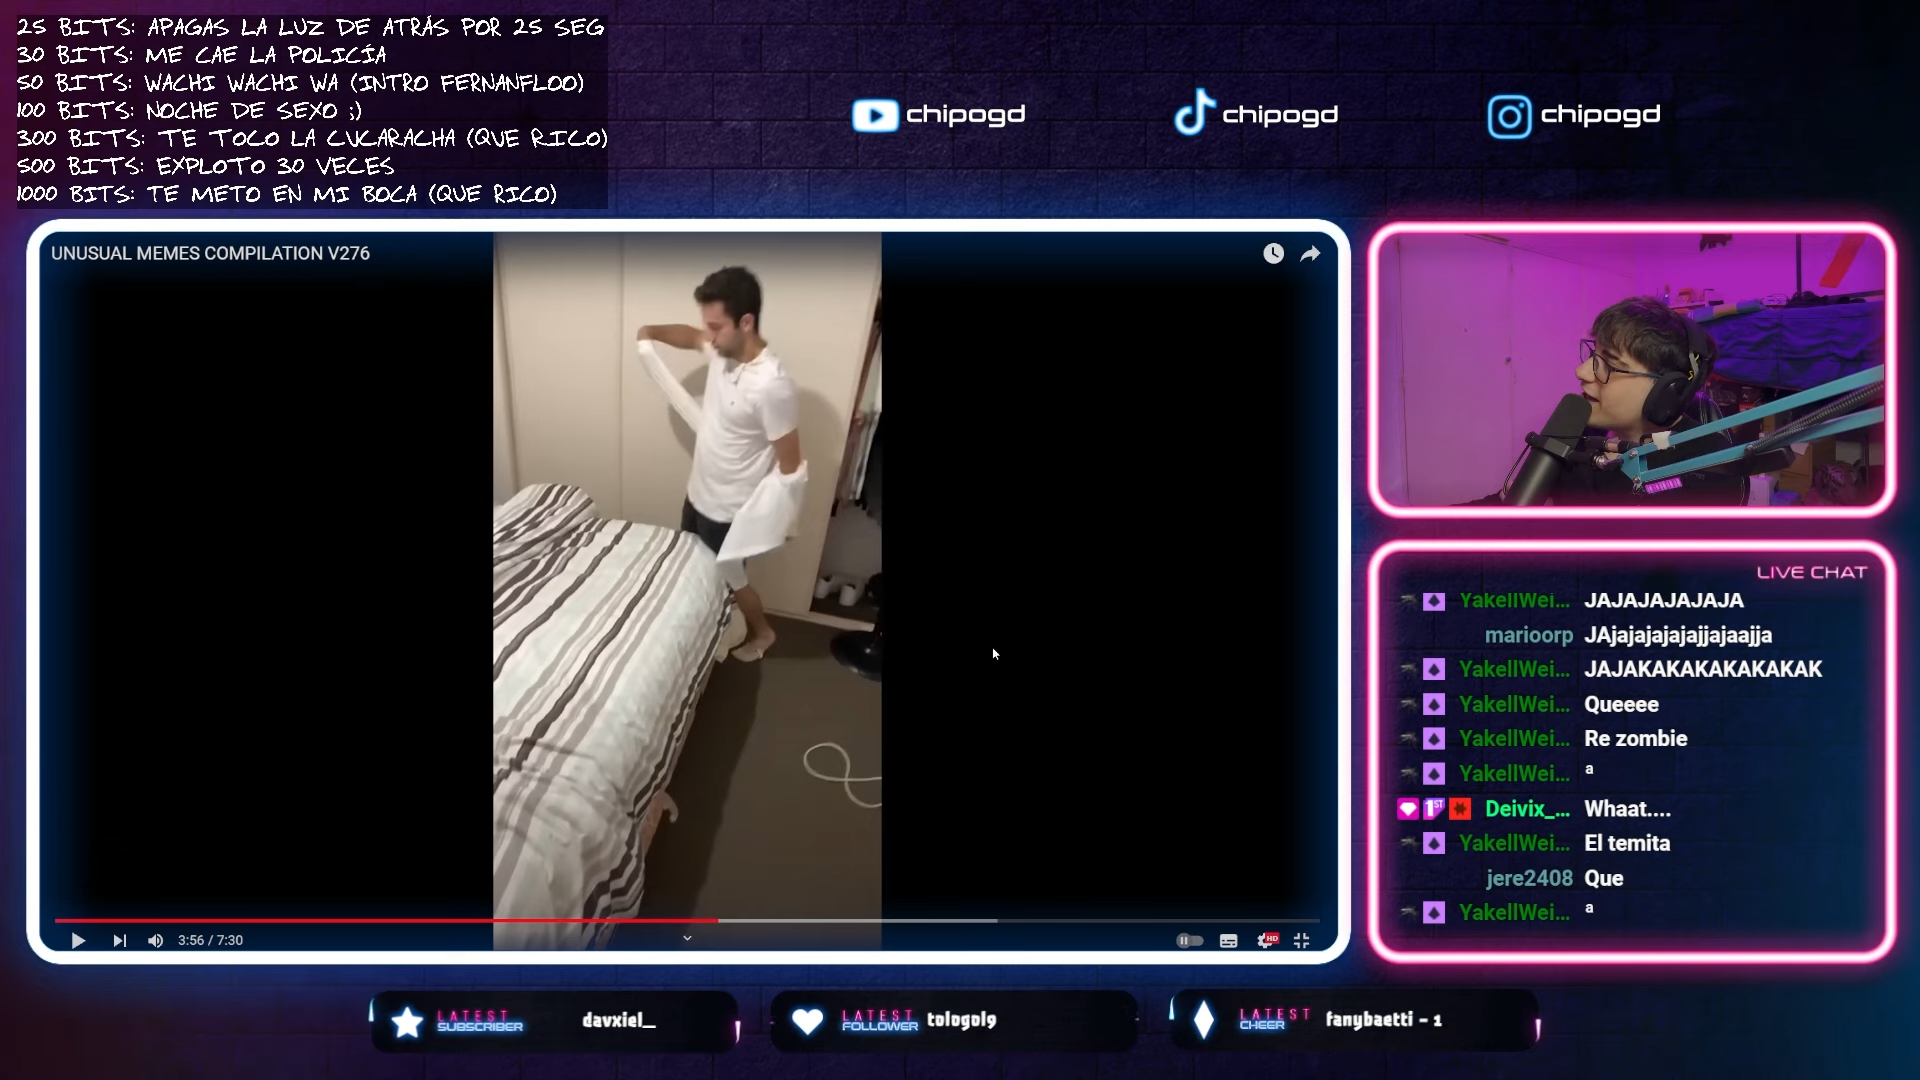 25 BITS: APAGAS LA LUZ DE ATRÁS POR 25 SEG
30 BITS: ME CAE LA POLICÍA
50 BITS: WACHI WACHI WA (INTRO FERNANFLOO)
100 BITS: NOCHE DE SEXO ;)
300 BITS: TE TOCO LA CUCARACHA (QUE RICO)
500 BITS: EXPLOTO 30 VECES
1000 BITS: TE METO EN MI BOCA (QUE RICO)
chipogd
chipogd
chipogd
UNUSUAL MEMES COMPILATION V276
3:56 / 7:30
HD
LIVE CHAT
YakellWei... JAJAJAJAJAJA
marioorp JAjajajajajjajaajja
YakellWei... JAJAKAKAKAKAKAKAK
YakellWei... Queeee
YakellWei... Re zombie
YakellWei... a
1ST Deivix_... Whaat....
YakellWei... El temita
jere2408 Que
YakellWei... a
LATEST SUBSCRIBER davxiel_
LATEST FOLLOWER tologol9
LATEST CHEER fanybaetti - 1